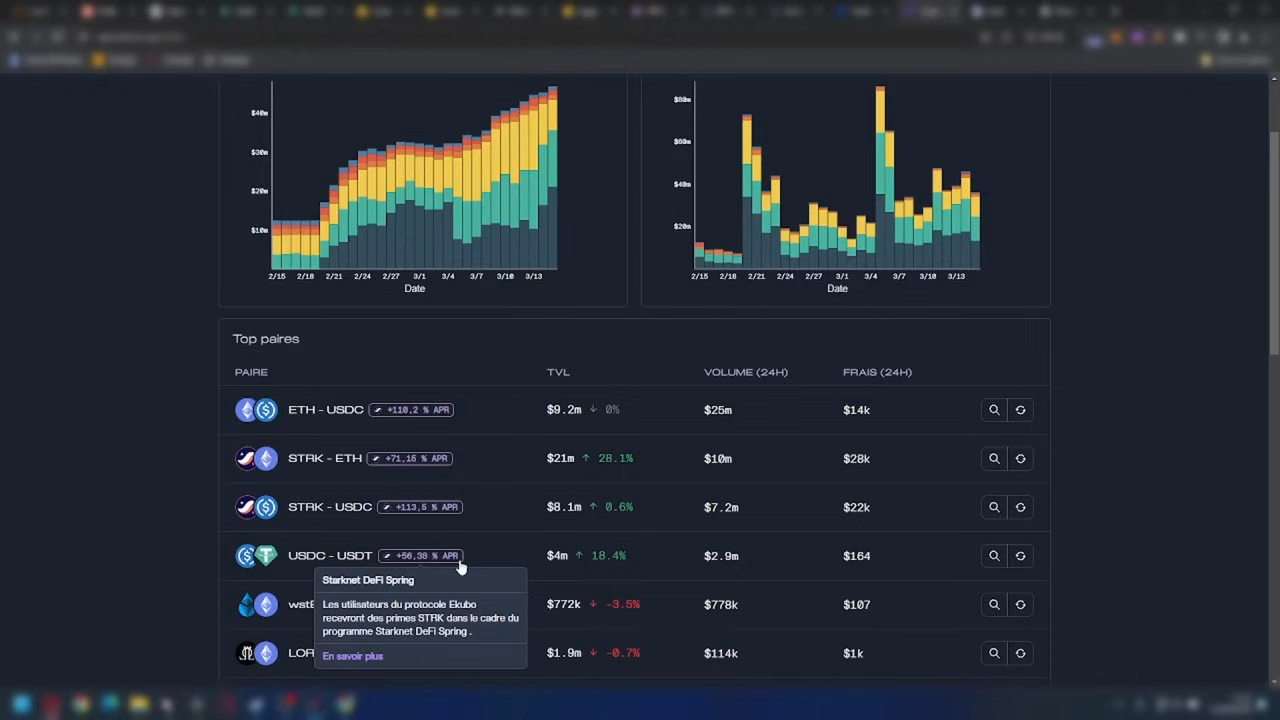 $40m
$30m
$20m
$10m
2/15 2/18 2/21 2/24 2/27 3/1 3/4 3/7 3/10 3/13
Date
$80m
$60m
$40m
$20m
2/15 2/18 2/21 2/24 2/27 3/1 3/4 3/7 3/10 3/13
Date
Top paires
PAIRE TVL VOLUME (24H) FRAIS (24H)
ETH - USDC +110,2 % APR $9.2m ↓ 0% $25m $14k
STRK - ETH +71,15 % APR $21m ↑ 28.1% $10m $28k
STRK - USDC +113,5 % APR $8.1m ↑ 0.6% $7.2m $22k
USDC - USDT +56,38 % APR $4m ↑ 18.4% $2.9m $164
Starknet DeFi Spring
Les utilisateurs du protocole Ekubo
recevront des primes STRK dans le cadre du
programme Starknet DeFi Spring .
En savoir plus
wstE $772k ↓ -3.5% $778k $107
LOR $1.9m ↓ -0.7% $114k $1k